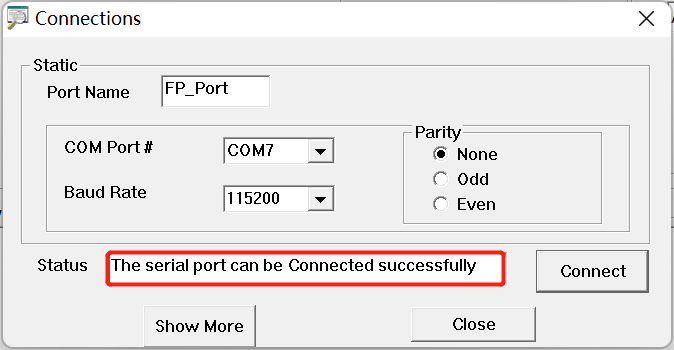 Connections
Static
Port Name FP_Port
Parity
COM Port # COM7
None
Odd
Baud Rate 115200
Even
Status The serial port can be Connected successfully Connect
Show More Close